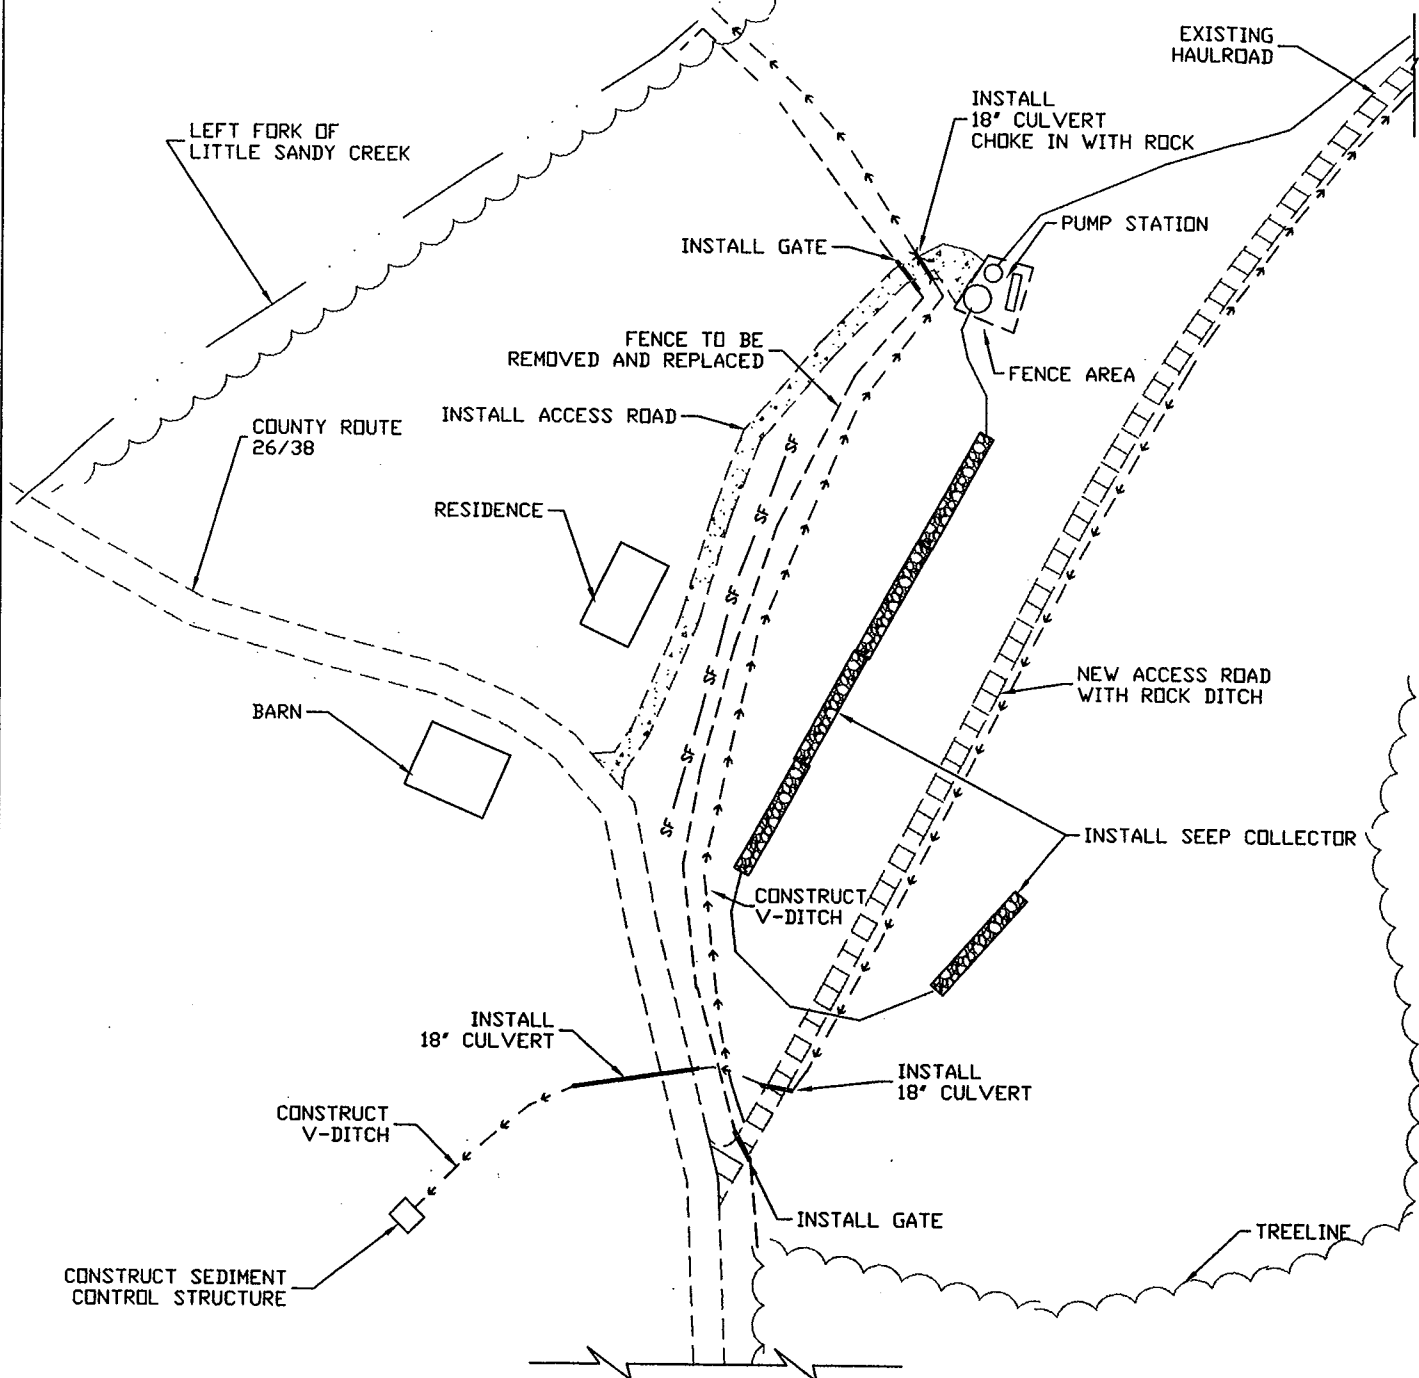 EXISTING
HAULROAD
INSTALL
18" CULVERT
CHOKE IN WITH ROCK
LEFT FORK OF
LITTLE SANDY CREEK
PUMP STATION
INSTALL GATE
FENCE TO BE
REMOVED AND REPLACED
FENCE AREA
INSTALL ACCESS ROAD
COUNTY ROUTE
26/38
SF
RESIDENCE
SF
SF
NEW ACCESS ROAD
WITH ROCK DITCH
SF
BARN
SF
SF
INSTALL SEEP COLLECTOR
CONSTRUCT
V-DITCH
INSTALL
18" CULVERT
INSTALL
18" CULVERT
CONSTRUCT
V-DITCH
INSTALL GATE
TREELINE
CONSTRUCT SEDIMENT
CONTROL STRUCTURE